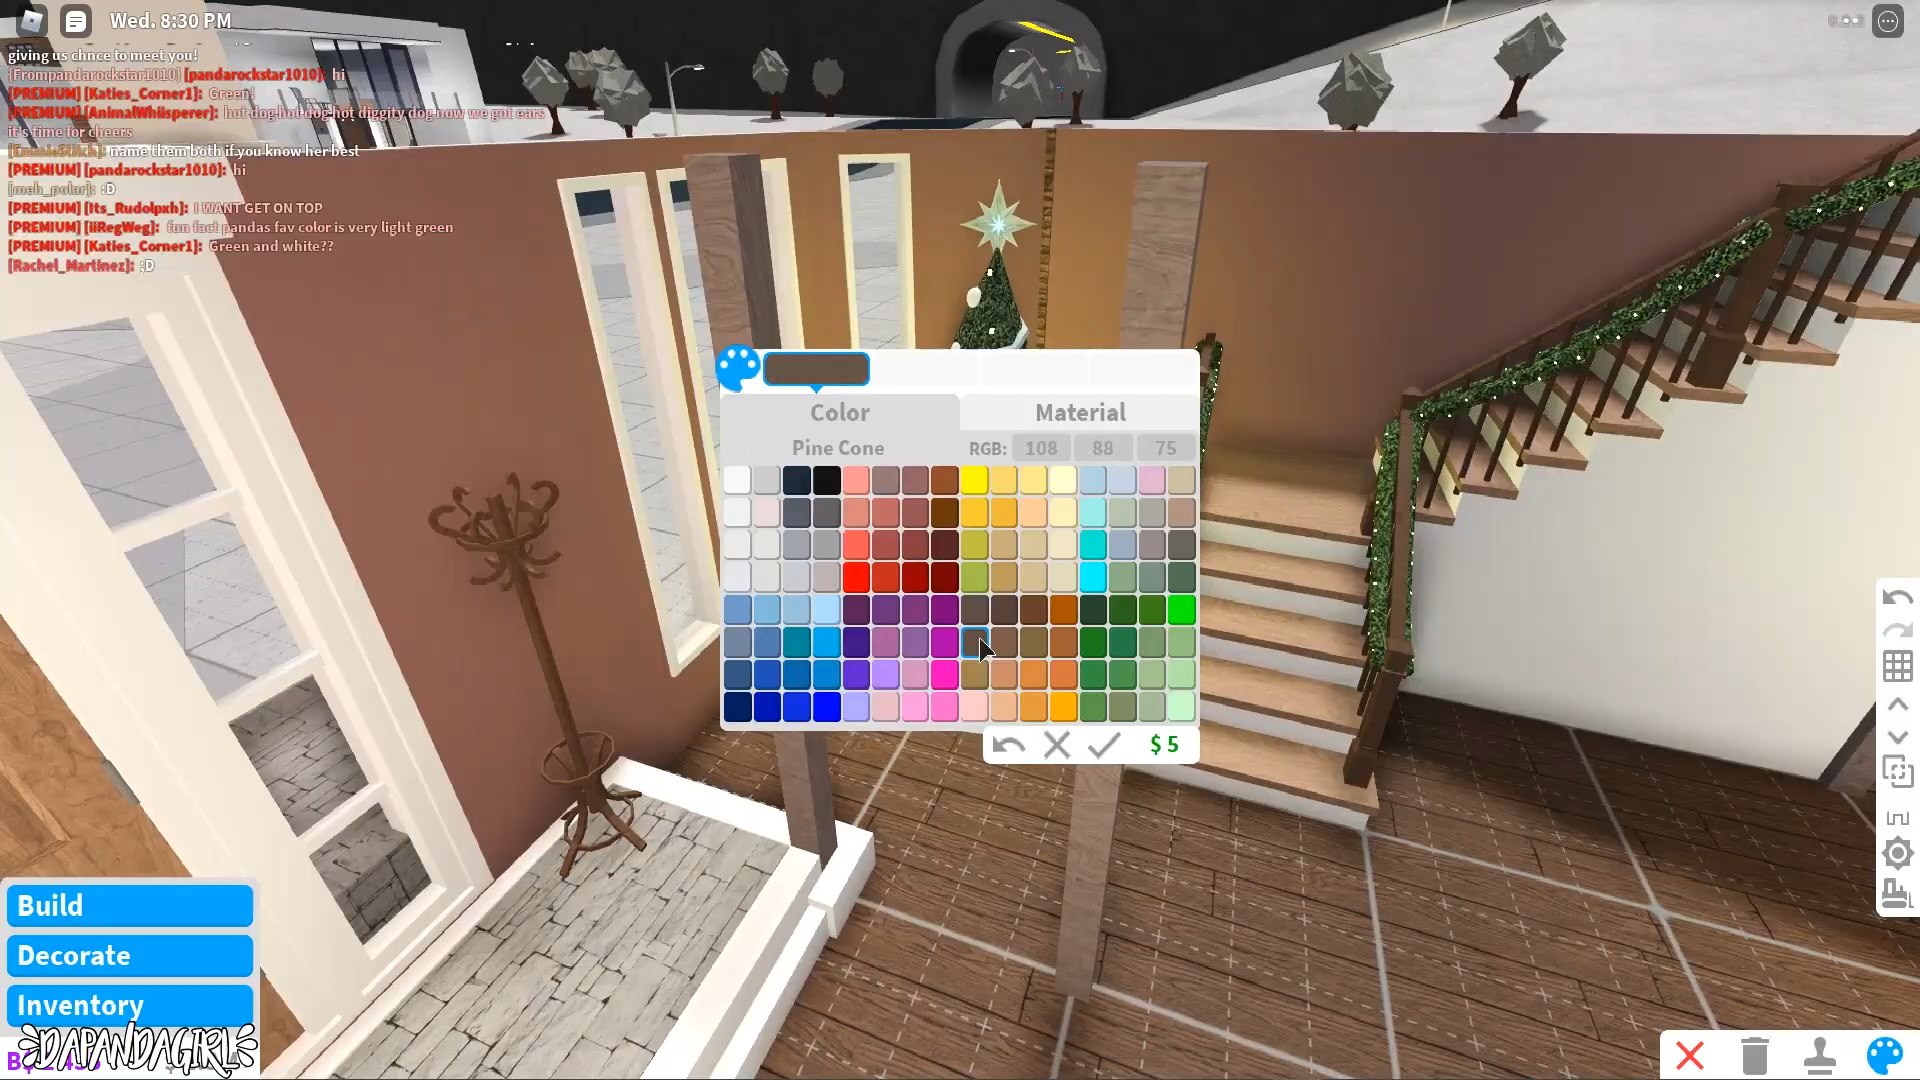 Wed. 8:30 PM
giving us chnce to meet you!
[Frompandarockstar1010] [pandarockstar1010]: hi
[PREMIUM] [Katies_Corner1]: Green!
[PREMIUM] [AnimalWhiisperer]: hot dog hot dog hot diggity dog now we got ears
it's time for cheers
name them both if you know her best
[PREMIUM] [pandarockstar1010]: hi
[meh_polar]: :D
[PREMIUM] [Its_Rudolpxh]: I WANT GET ON TOP
[PREMIUM] [iiRegWeg]: fun fact pandas fav color is very light green
[PREMIUM] [Katies_Corner1]: Green and white??
[Rachel_Martinez]: ;D
Color
Material
Pine Cone
RGB: 108 88 75
$ 5
Build
Decorate
Inventory
DAPANDAGIRL